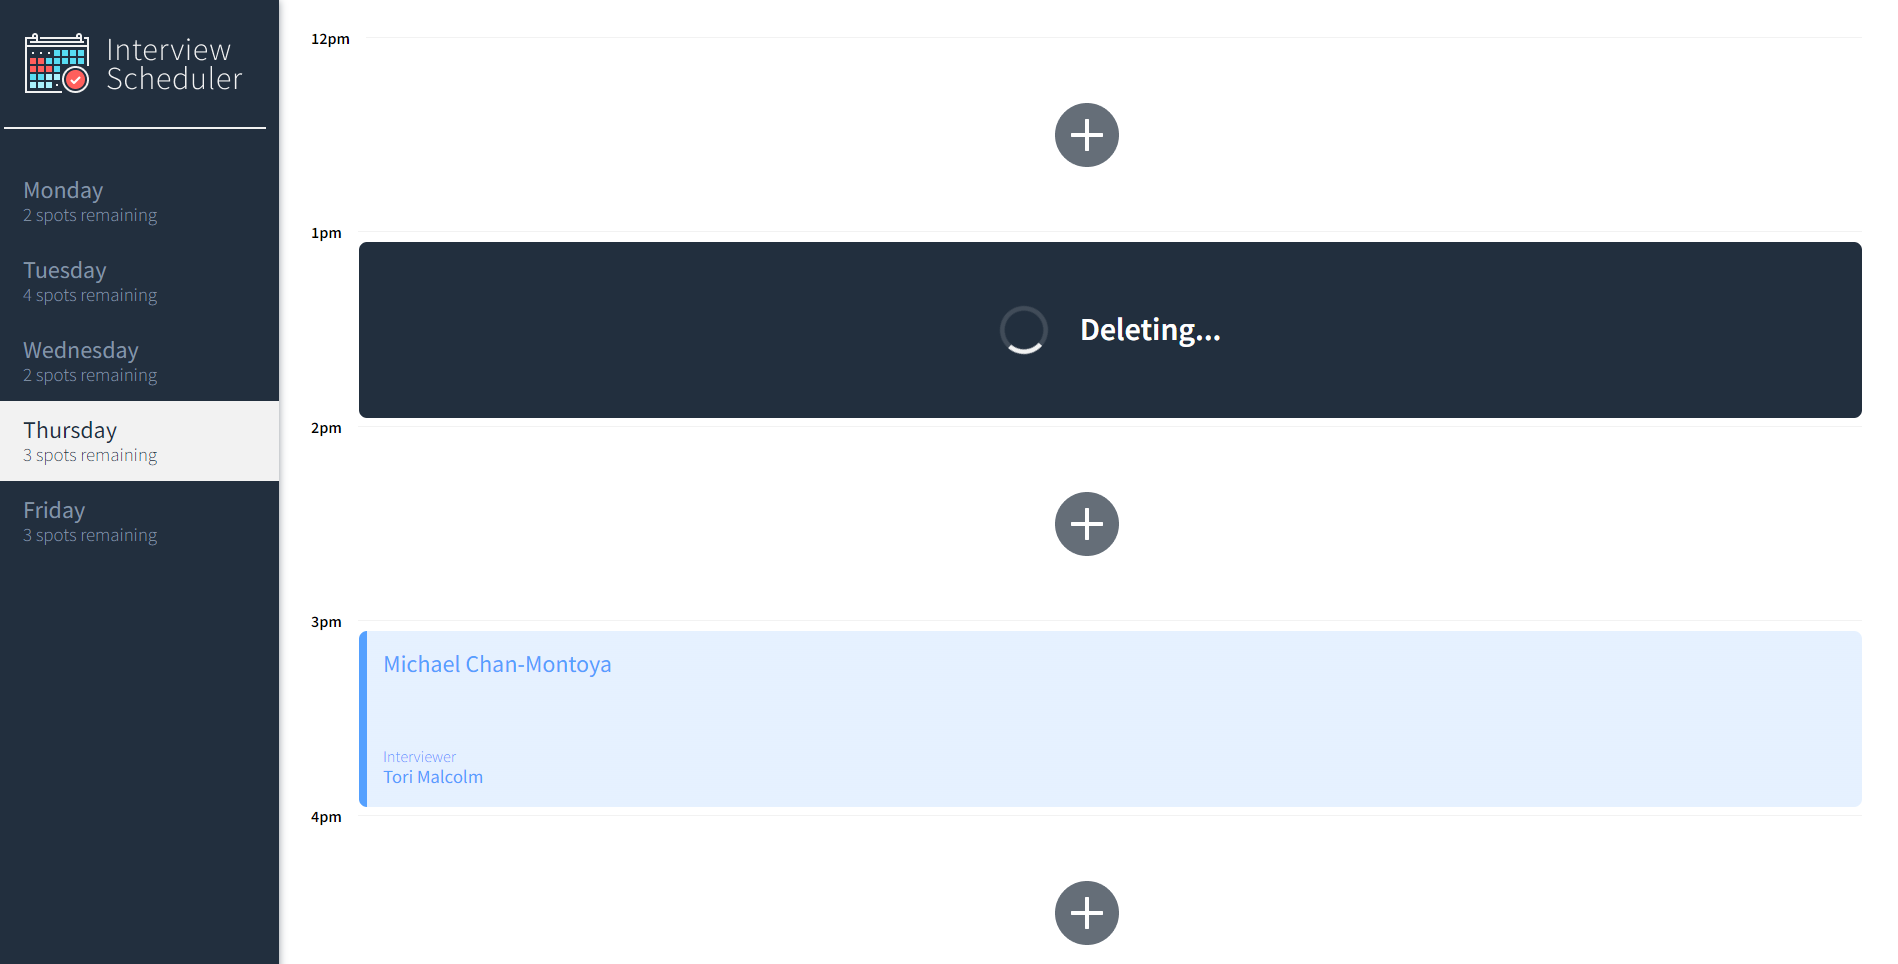 Interview
Scheduler
Monday
2 spots remaining
Tuesday
4 spots remaining
Wednesday
2 spots remaining
Thursday
3 spots remaining
Friday
3 spots remaining
12pm
1pm
Deleting...
2pm
3pm
Michael Chan-Montoya
Interviewer
Tori Malcolm
4pm